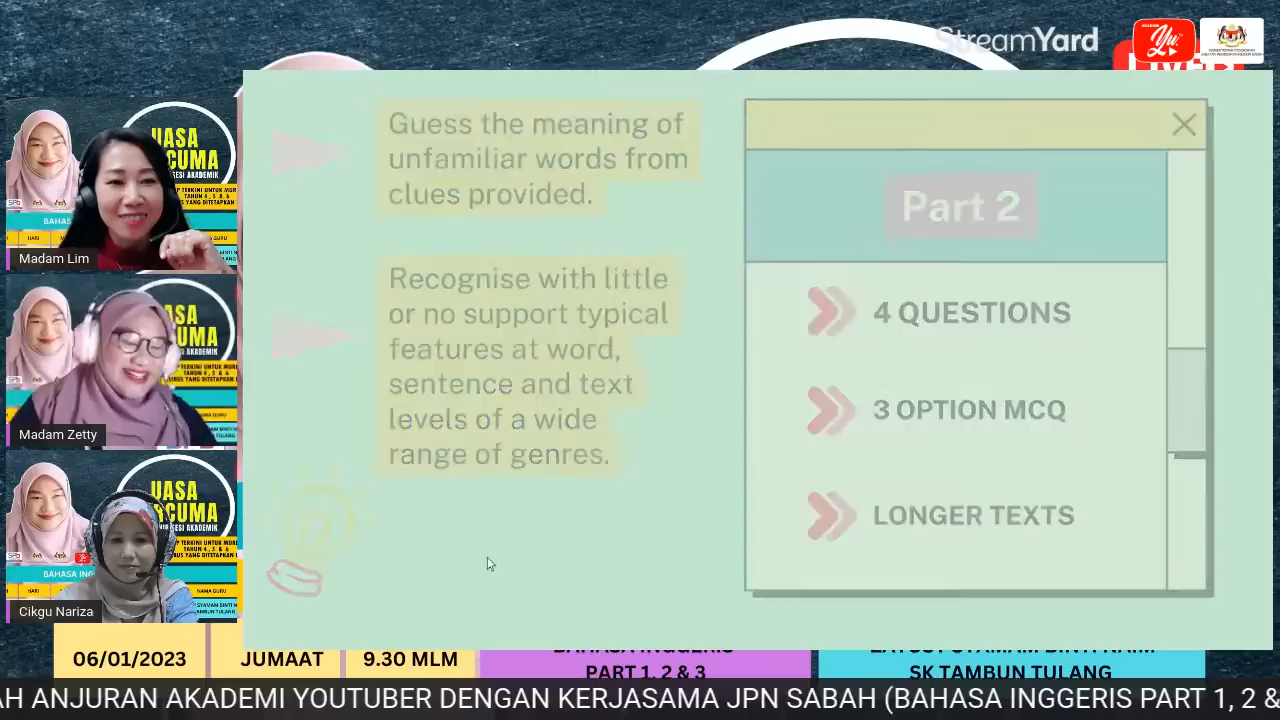 StreamYard
Guess the meaning of
unfamiliar words from
clues provided.
Recognise with little
or no support typical
features at word,
sentence and text
levels of a wide
range of genres.
Part 2
4 QUESTIONS
3 OPTION MCQ
LONGER TEXTS
Madam Lim
Madam Zetty
Cikgu Nariza
06/01/2023
JUMAAT
9.30 MLM
BAHASA INGGERIS
PART 1, 2 & 3
SK TAMBUN TULANG
AH ANJURAN AKADEMI YOUTUBER DENGAN KERJASAMA JPN SABAH (BAHASA INGGERIS PART 1, 2 &